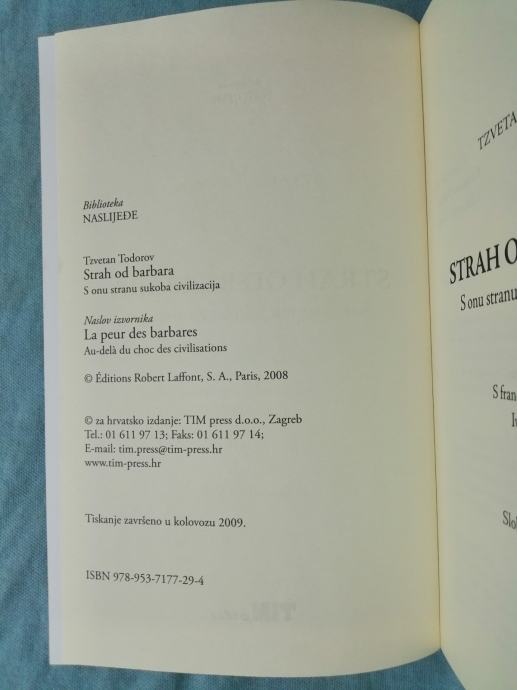 Biblioteka
NASLIJEĐE
Tzvetan Todorov
Strah od barbara
S onu stranu sukoba civilizacija
Naslov izvornika
La peur des barbares
Au-delà du choc des civilisations
© Éditions Robert Laffont, S. A., Paris, 2008
© za hrvatsko izdanje: TIM press d.o.o., Zagreb
Tel.: 01 611 97 13; Faks: 01 611 97 14;
E-mail: tim.press@tim-press.hr
www.tim-press.hr
Tiskanje završeno u kolovozu 2009.
ISBN 978-953-7177-29-4
TZVETA
STRAH O
S onu stranu
S fran
Slo